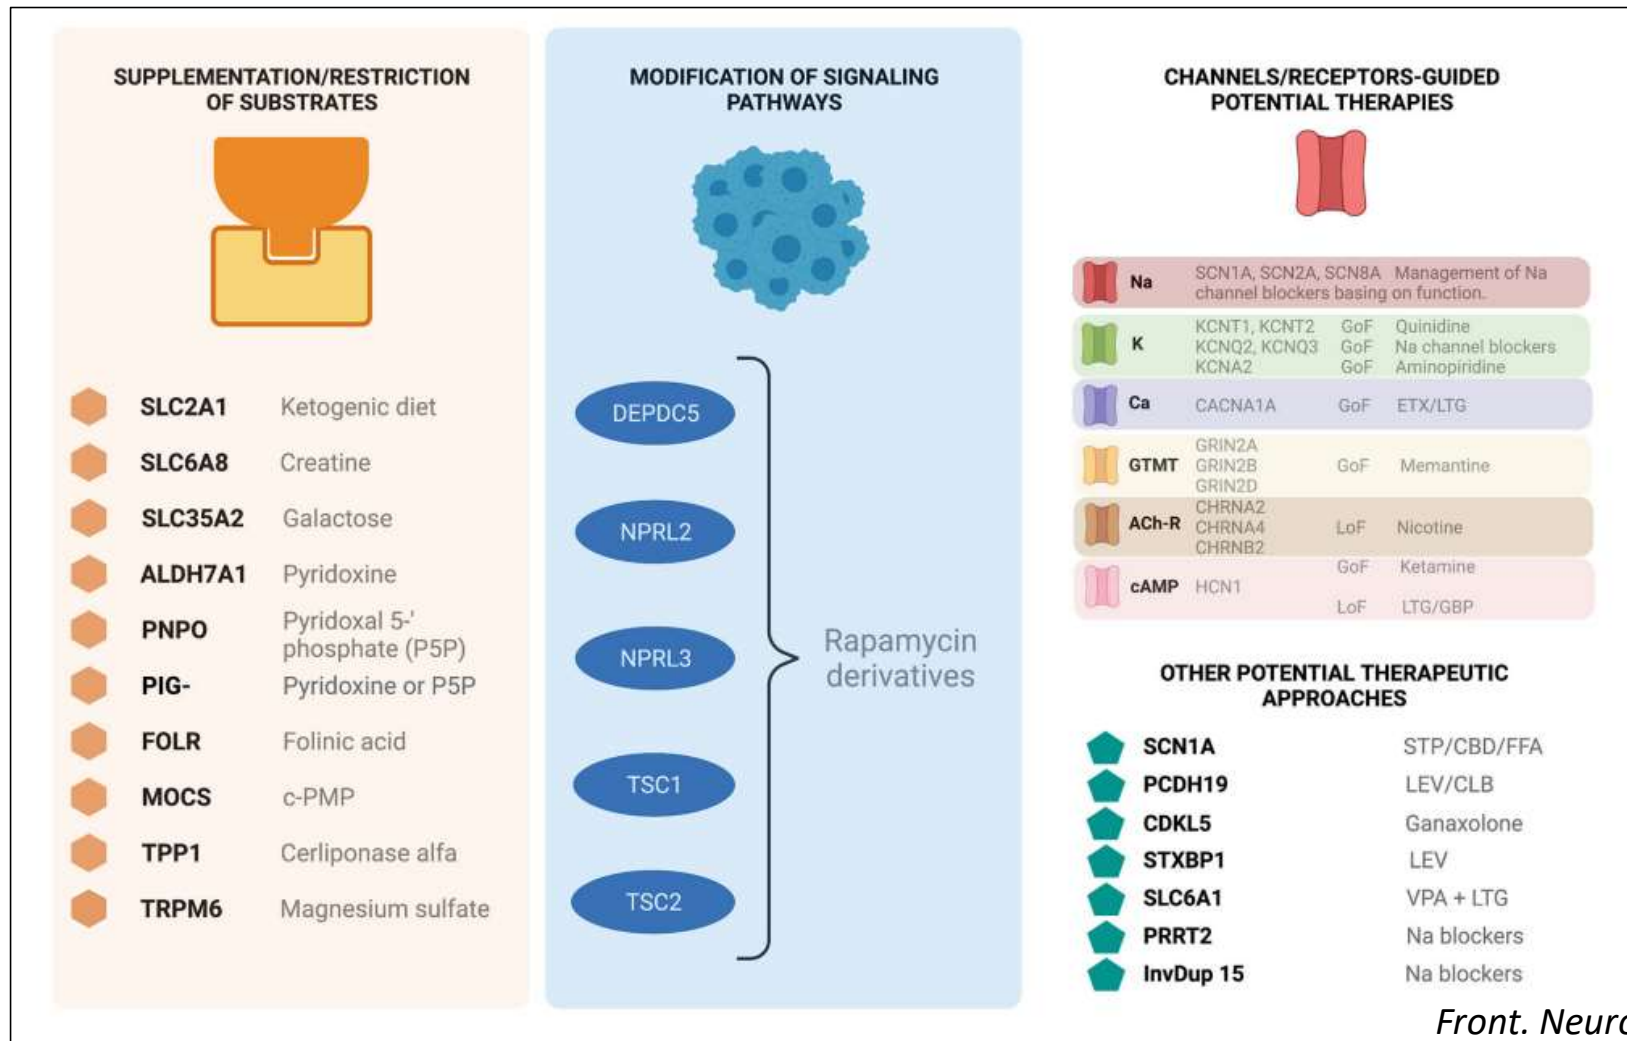 SUPPLEMENTATION/RESTRICTION
OF SUBSTRATES
SLC2A1 Ketogenic diet
SLC6A8 Creatine
SLC35A2 Galactose
ALDH7A1 Pyridoxine
PNPO Pyridoxal 5-'
phosphate (P5P)
PIG- Pyridoxine or P5P
FOLR Folinic acid
MOCS c-PMP
TPP1 Cerliponase alfa
TRPM6 Magnesium sulfate
MODIFICATION OF SIGNALING
PATHWAYS
DEPDC5
NPRL2
NPRL3
TSC1
TSC2
Rapamycin
derivatives
CHANNELS/RECEPTORS-GUIDED
POTENTIAL THERAPIES
Na SCN1A, SCN2A, SCN8A Management of Na
channel blockers basing on function.
K KCNT1, KCNT2 GoF Quinidine
KCNQ2, KCNQ3 GoF Na channel blockers
KCNA2 GoF Aminopiridine
Ca CACNA1A GoF ETX/LTG
GRIN2A
GTMT GRIN2B GoF Memantine
GRIN2D
CHRNA2
ACh-R CHRNA4 LoF Nicotine
CHRNB2
GoF Ketamine
cAMP HCN1
LoF LTG/GBP
OTHER POTENTIAL THERAPEUTIC
APPROACHES
SCN1A STP/CBD/FFA
PCDH19 LEV/CLB
CDKL5 Ganaxolone
STXBP1 LEV
SLC6A1 VPA + LTG
PRRT2 Na blockers
InvDup 15 Na blockers
Front. Neuro